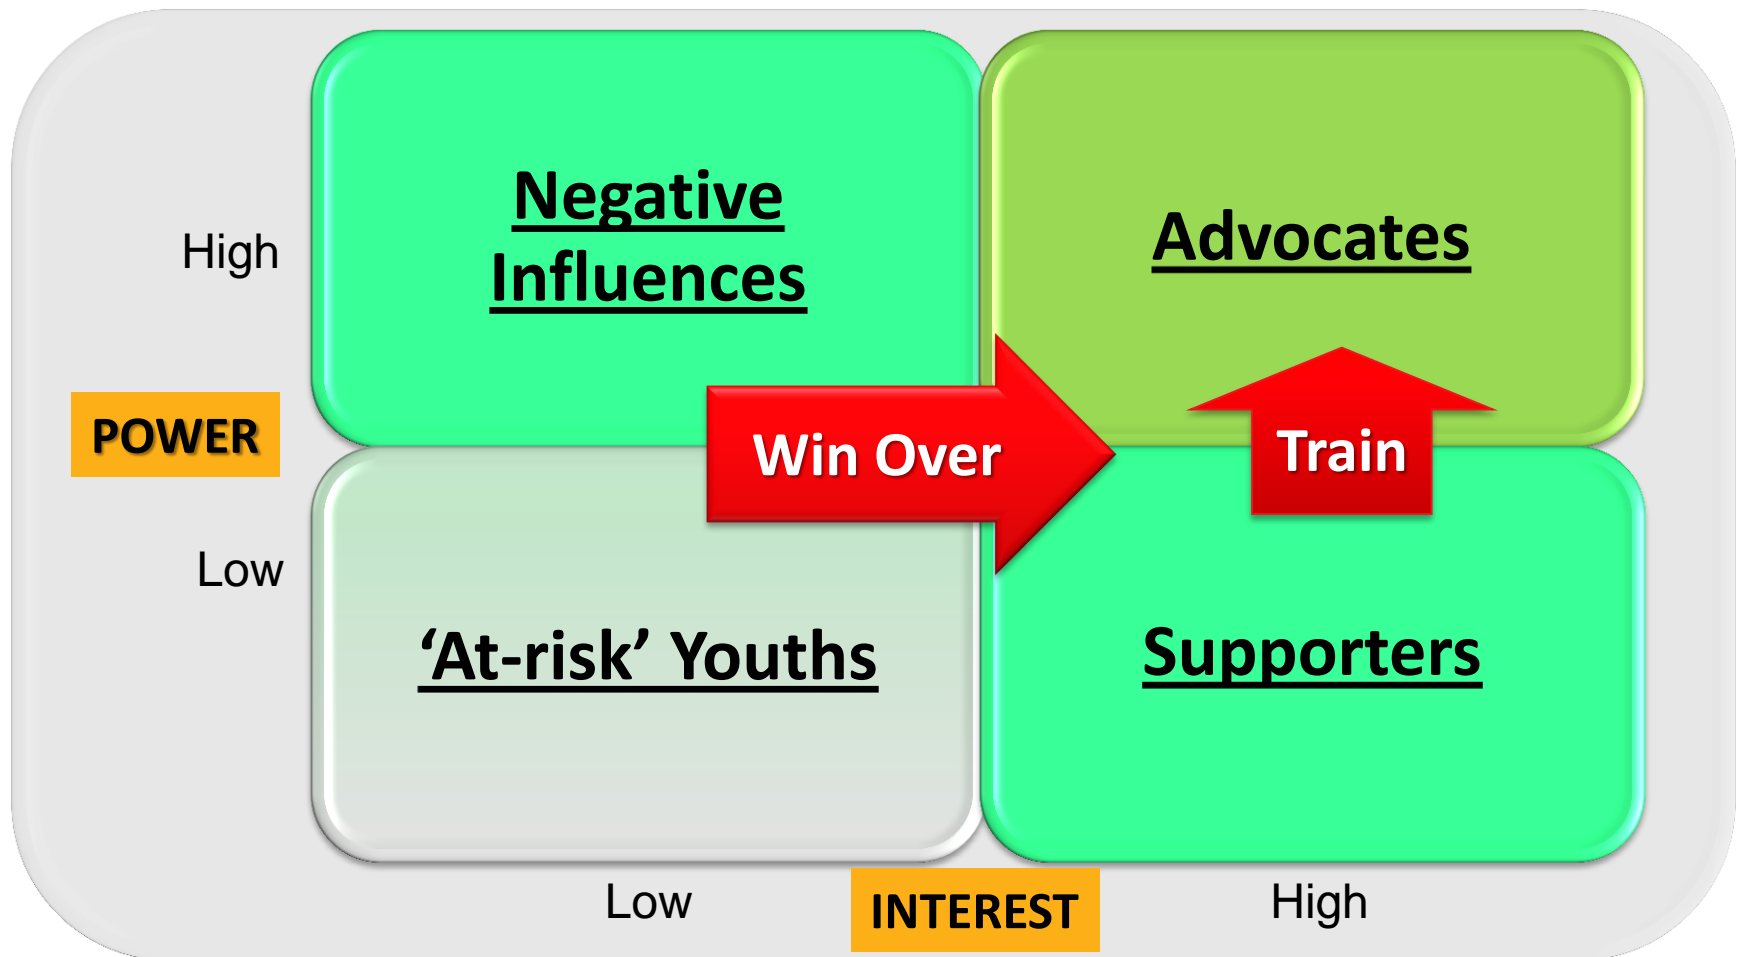 Negative
Influences
Advocates
High
POWER
Win Over
Train
Low
‘At-risk’ Youths
Supporters
Low
INTEREST
High